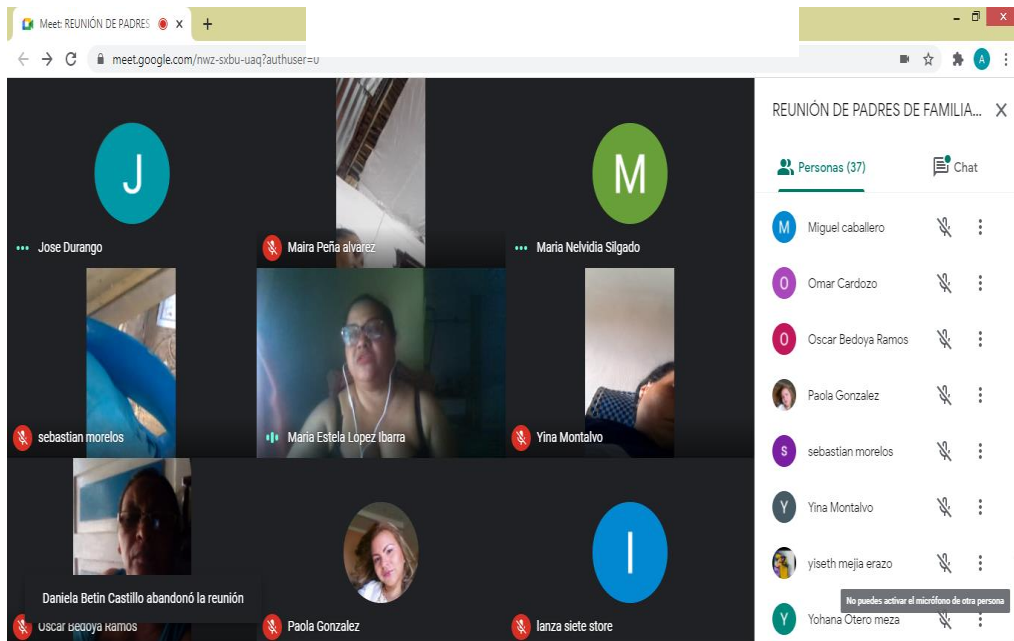 Meet: REUNIÓN DE PADRES
meet.google.com/nwz-sxbu-uaq?authuser=0
A
J
Jose Durango
Maira Peña alvarez
M
Maria Nelvidia Silgado
sebastian morelos
Maria Estela Lopez Ibarra
Yina Montalvo
Daniela Betin Castillo abandonó la reunión
Oscar Bedoya Ramos
Paola Gonzalez
I
lanza siete store
REUNIÓN DE PADRES DE FAMILIA...
Personas (37)
Chat
M Miguel caballero
O Omar Cardozo
O Oscar Bedoya Ramos
Paola Gonzalez
s sebastian morelos
Y Yina Montalvo
yiseth mejia erazo
No puedes activar el micrófono de otra persona
Y Yohana Otero meza